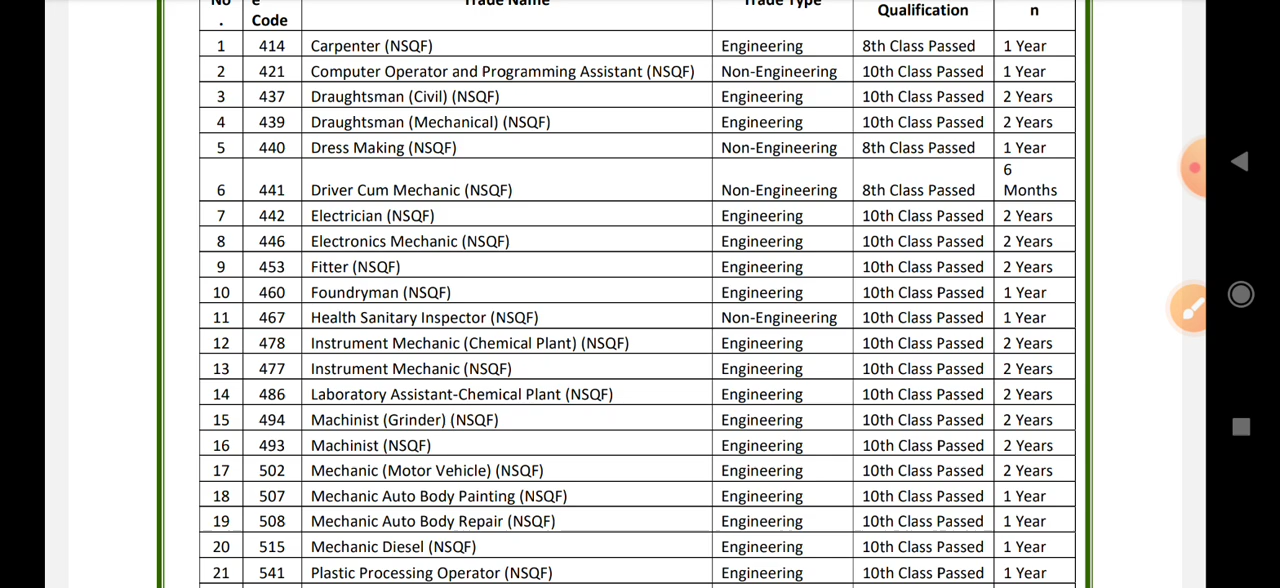 No e Trade Name Trade Type
. Code Qualification n
1 414 Carpenter (NSQF) Engineering 8th Class Passed 1 Year
2 421 Computer Operator and Programming Assistant (NSQF) Non-Engineering 10th Class Passed 1 Year
3 437 Draughtsman (Civil) (NSQF) Engineering 10th Class Passed 2 Years
4 439 Draughtsman (Mechanical) (NSQF) Engineering 10th Class Passed 2 Years
5 440 Dress Making (NSQF) Non-Engineering 8th Class Passed 1 Year
6
6 441 Driver Cum Mechanic (NSQF) Non-Engineering 8th Class Passed Months
7 442 Electrician (NSQF) Engineering 10th Class Passed 2 Years
8 446 Electronics Mechanic (NSQF) Engineering 10th Class Passed 2 Years
9 453 Fitter (NSQF) Engineering 10th Class Passed 2 Years
10 460 Foundryman (NSQF) Engineering 10th Class Passed 1 Year
11 467 Health Sanitary Inspector (NSQF) Non-Engineering 10th Class Passed 1 Year
12 478 Instrument Mechanic (Chemical Plant) (NSQF) Engineering 10th Class Passed 2 Years
13 477 Instrument Mechanic (NSQF) Engineering 10th Class Passed 2 Years
14 486 Laboratory Assistant-Chemical Plant (NSQF) Engineering 10th Class Passed 2 Years
15 494 Machinist (Grinder) (NSQF) Engineering 10th Class Passed 2 Years
16 493 Machinist (NSQF) Engineering 10th Class Passed 2 Years
17 502 Mechanic (Motor Vehicle) (NSQF) Engineering 10th Class Passed 2 Years
18 507 Mechanic Auto Body Painting (NSQF) Engineering 10th Class Passed 1 Year
19 508 Mechanic Auto Body Repair (NSQF) Engineering 10th Class Passed 1 Year
20 515 Mechanic Diesel (NSQF) Engineering 10th Class Passed 1 Year
21 541 Plastic Processing Operator (NSQF) Engineering 10th Class Passed 1 Year